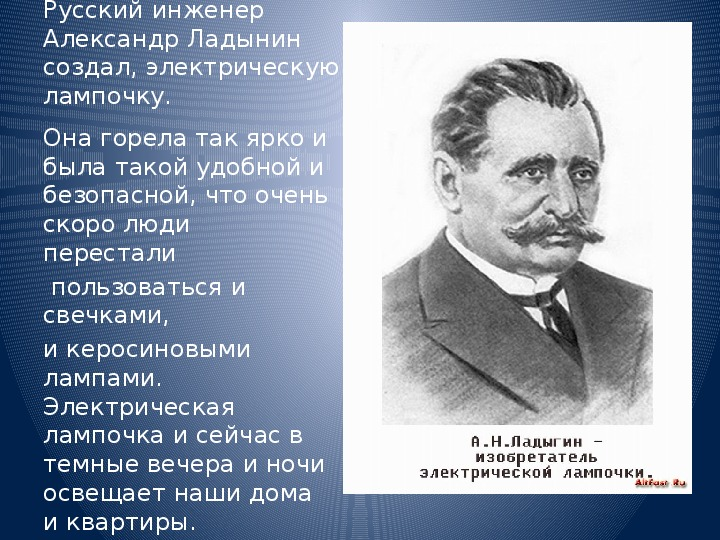 Русский инженер
Александр Ладынин
создал, электрическую
лампочку.
Она горела так ярко и
была такой удобной и
безопасной, что очень
скоро люди
перестали
пользоваться и
свечками,
и керосиновыми
лампами.
Электрическая
лампочка и сейчас в
темные вечера и ночи
освещает наши дома
и квартиры.
А.Н.Ладыгин –
изобретатель
электрической лампочки.
AltFast Ru